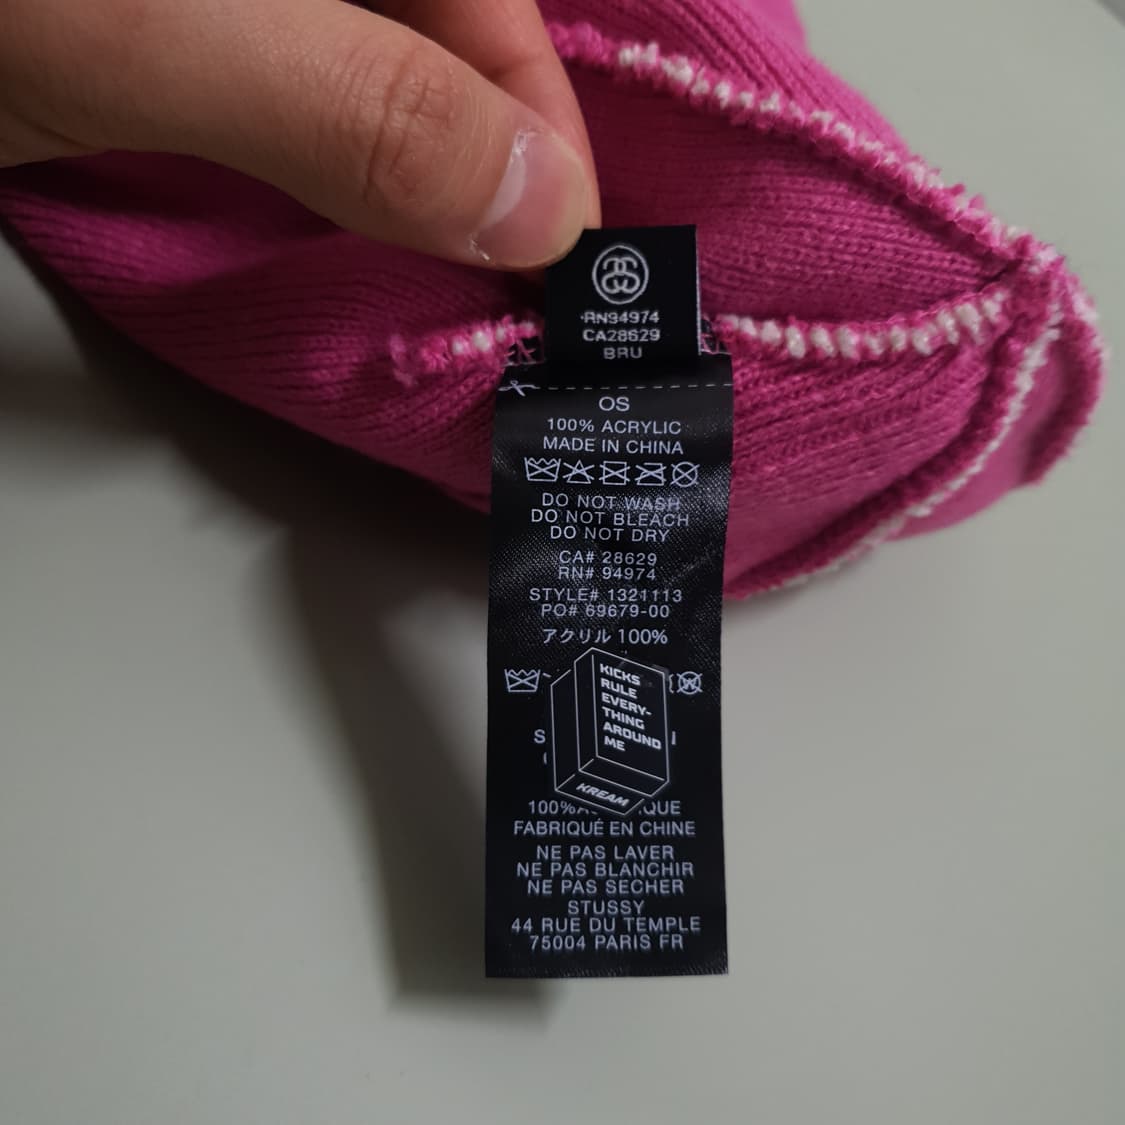 RN94974
CA28629
BRU
OS
100% ACRYLIC
MADE IN CHINA
DO NOT WASH
DO NOT BLEACH
DO NOT DRY
CA# 28629
RN# 94974
STYLE# 1321113
PO# 69679-00
アクリル 100%
KICKS
RULE
EVERY-
THING
AROUND
ME
KREAM
100%
FABRIQUÉ EN CHINE
NE PAS LAVER
NE PAS BLANCHIR
NE PAS SECHER
STUSSY
44 RUE DU TEMPLE
75004 PARIS FR